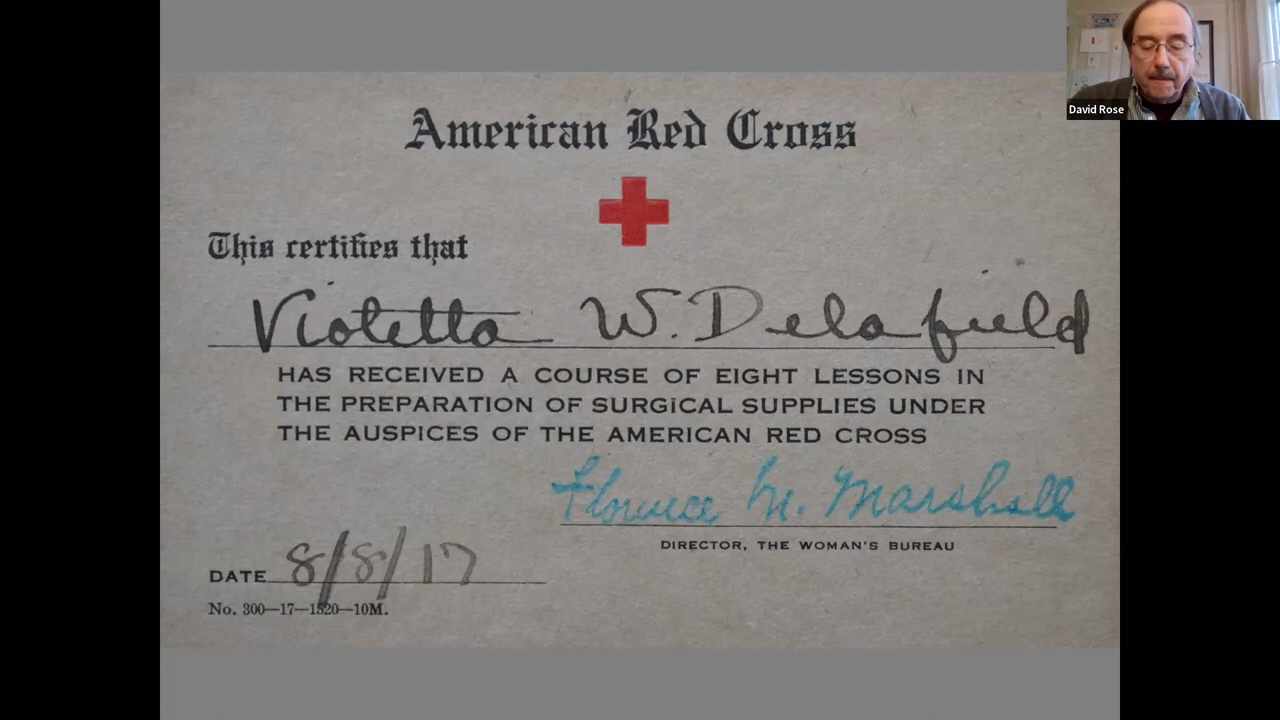 David Rose
American Red Cross
This certifies that
Violetta W. Delafield
HAS RECEIVED A COURSE OF EIGHT LESSONS IN
THE PREPARATION OF SURGICAL SUPPLIES UNDER
THE AUSPICES OF THE AMERICAN RED CROSS
Florence M. Marshall
DIRECTOR, THE WOMAN'S BUREAU
DATE 8/8/17
No. 300—17—1520—10M.